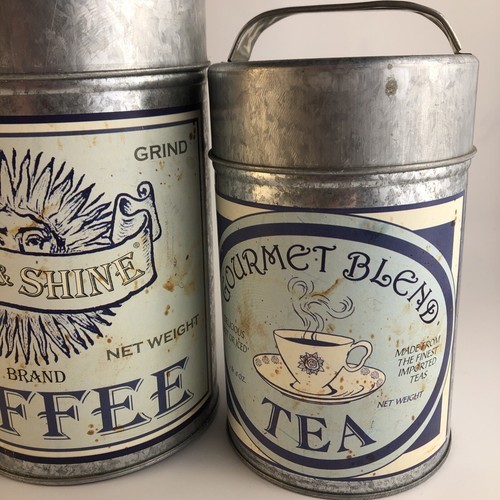 GRIND
& SHINE
NET WEIGHT
BRAND
FFEE
GOURMET BLEND
MADE FROM
THE FINEST
IMPORTED
TEAS
NET WEIGHT
TEA